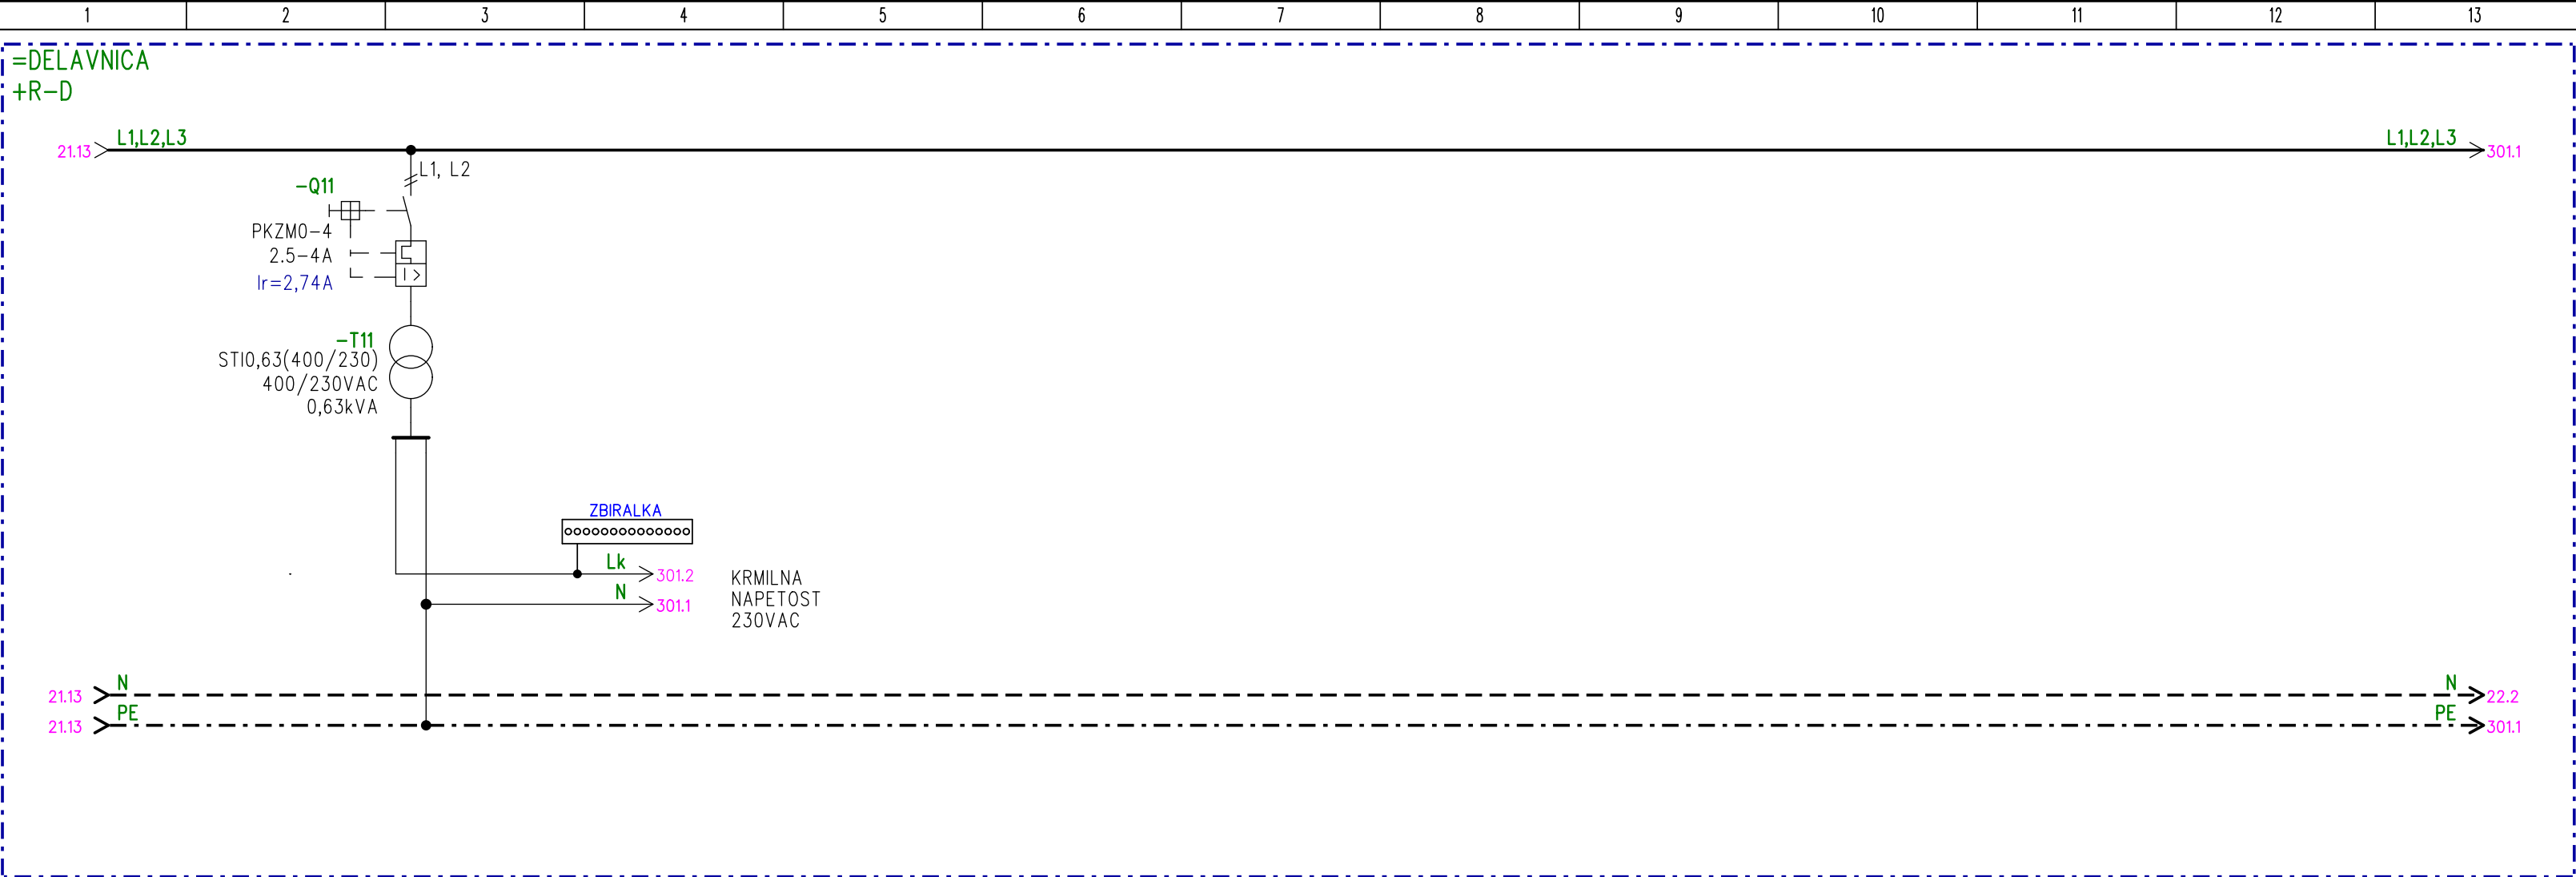 1 2 3 4 5 6 7 8 9 10 11 12 13
=DELAVNICA
+R-D
21.13 L1,L2,L3
L1,L2,L3 301.1
L1, L2
-Q11
PKZM0-4
2.5-4A
Ir=2,74A
I >
-T11
STI0,63(400/230)
400/230VAC
0,63kVA
ZBIRALKA
Lk 301.2
N 301.1
KRMILNA
NAPETOST
230VAC
21.13 N
N 22.2
21.13 PE
PE 301.1